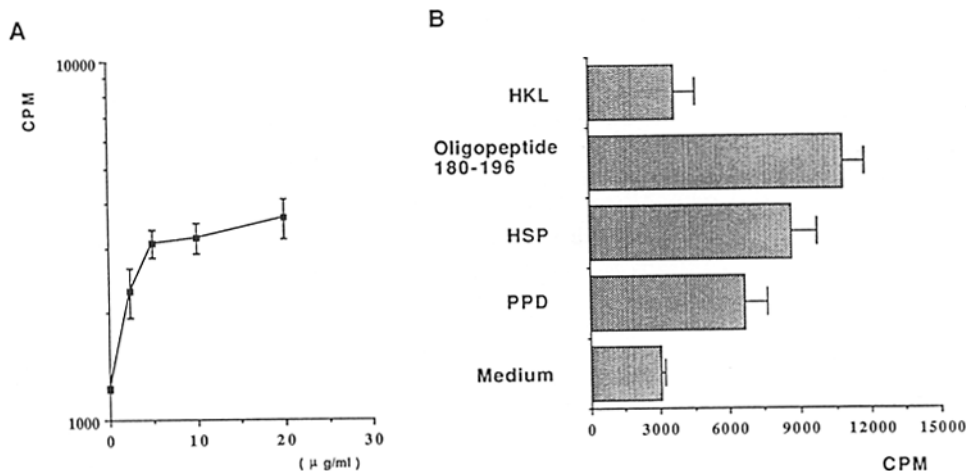 A
10000
CPM
1000
0
10
20
30
( μ g/ml )
B
HKL
Oligopeptide
180-196
HSP
PPD
Medium
0
3000
6000
9000
12000
15000
CPM